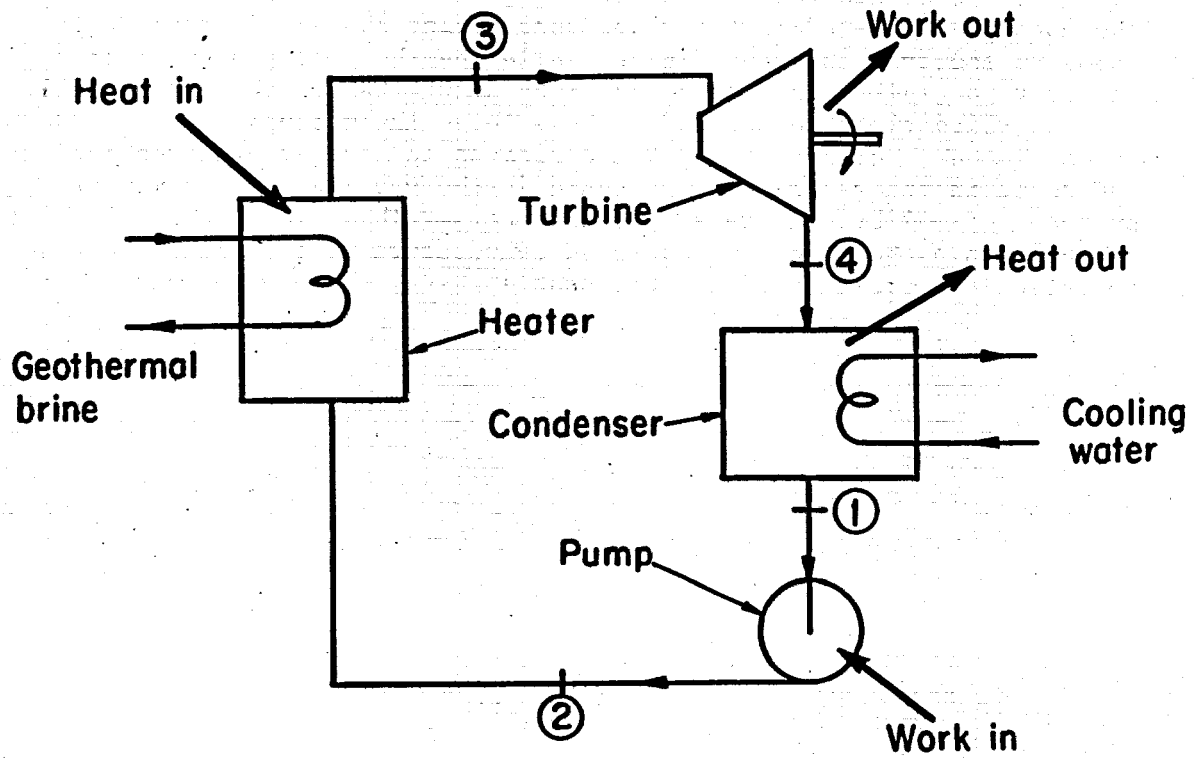 ③
Work out
Heat in
Turbine
④
Heat out
Heater
Geothermal
brine
Condenser
Cooling
water
①
Pump
②
Work in